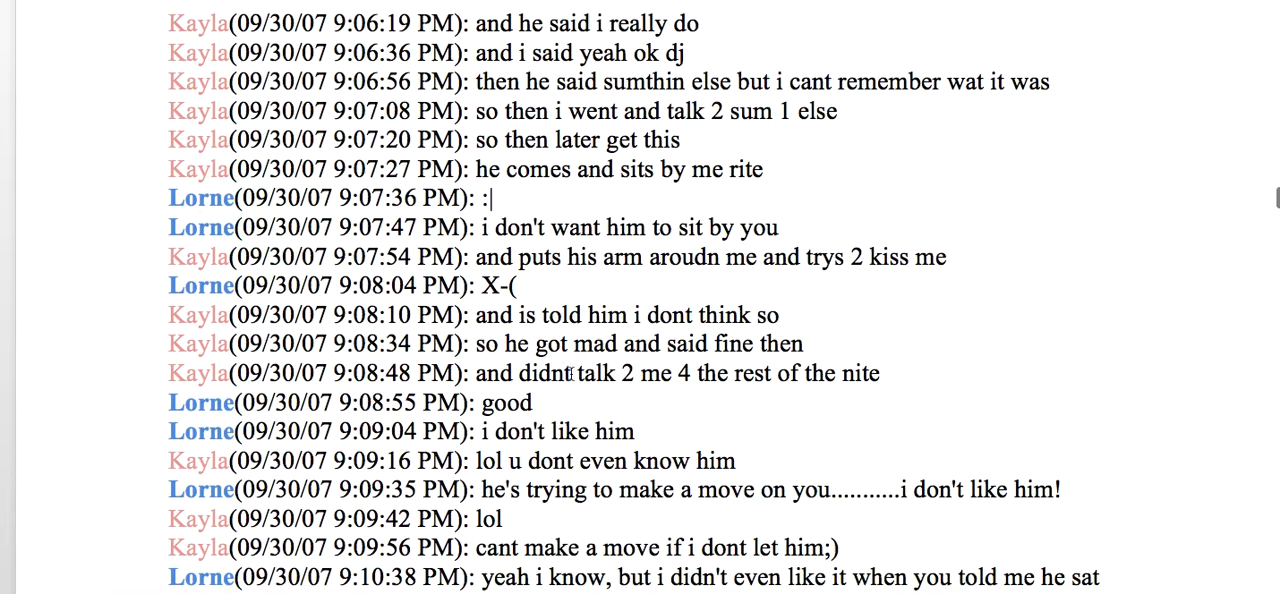 Kayla(09/30/07 9:06:19 PM): and he said i really do
Kayla(09/30/07 9:06:36 PM): and i said yeah ok dj
Kayla(09/30/07 9:06:56 PM): then he said sumthin else but i cant remember wat it was
Kayla(09/30/07 9:07:08 PM): so then i went and talk 2 sum 1 else
Kayla(09/30/07 9:07:20 PM): so then later get this
Kayla(09/30/07 9:07:27 PM): he comes and sits by me rite
Lorne(09/30/07 9:07:36 PM): :|
Lorne(09/30/07 9:07:47 PM): i don't want him to sit by you
Kayla(09/30/07 9:07:54 PM): and puts his arm aroudn me and trys 2 kiss me
Lorne(09/30/07 9:08:04 PM): X-(
Kayla(09/30/07 9:08:10 PM): and is told him i dont think so
Kayla(09/30/07 9:08:34 PM): so he got mad and said fine then
Kayla(09/30/07 9:08:48 PM): and didnt talk 2 me 4 the rest of the nite
Lorne(09/30/07 9:08:55 PM): good
Lorne(09/30/07 9:09:04 PM): i don't like him
Kayla(09/30/07 9:09:16 PM): lol u dont even know him
Lorne(09/30/07 9:09:35 PM): he's trying to make a move on you...........i don't like him!
Kayla(09/30/07 9:09:42 PM): lol
Kayla(09/30/07 9:09:56 PM): cant make a move if i dont let him;)
Lorne(09/30/07 9:10:38 PM): yeah i know, but i didn't even like it when you told me he sat